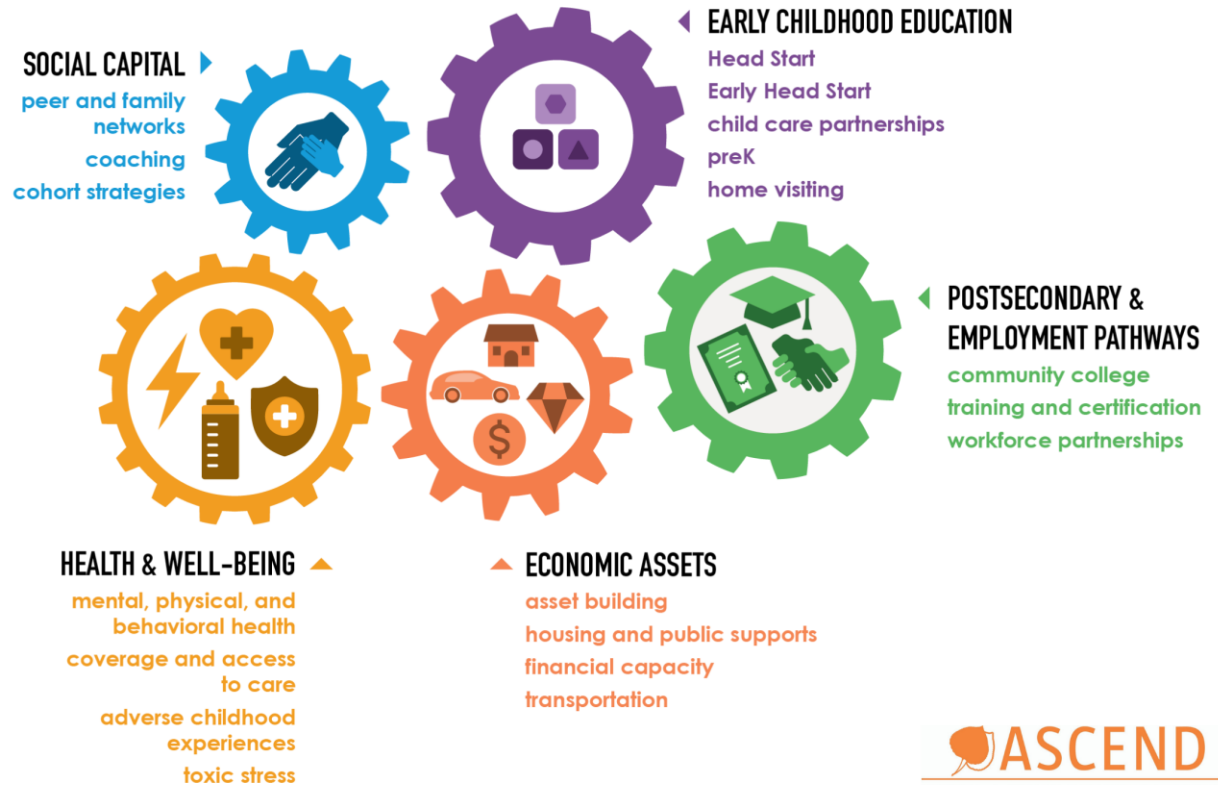 SOCIAL CAPITAL
peer and family
networks
coaching
cohort strategies
EARLY CHILDHOOD EDUCATION
Head Start
Early Head Start
child care partnerships
preK
home visiting
POSTSECONDARY &
EMPLOYMENT PATHWAYS
community college
training and certification
workforce partnerships
$
HEALTH & WELL-BEING
mental, physical, and
behavioral health
coverage and access
to care
adverse childhood
experiences
toxic stress
ECONOMIC ASSETS
asset building
housing and public supports
financial capacity
transportation
ASCEND